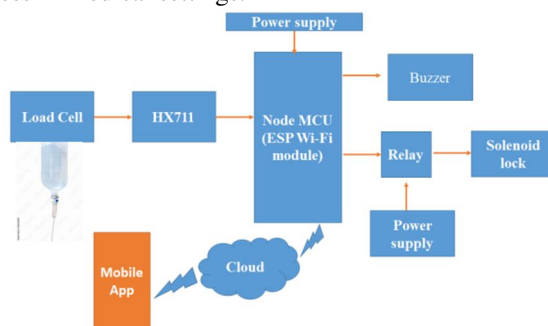 Power supply
Load Cell
HX711
Node MCU
(ESP Wi-Fi
module)
Buzzer
Relay
Solenoid
lock
Power
supply
Cloud
Mobile
App